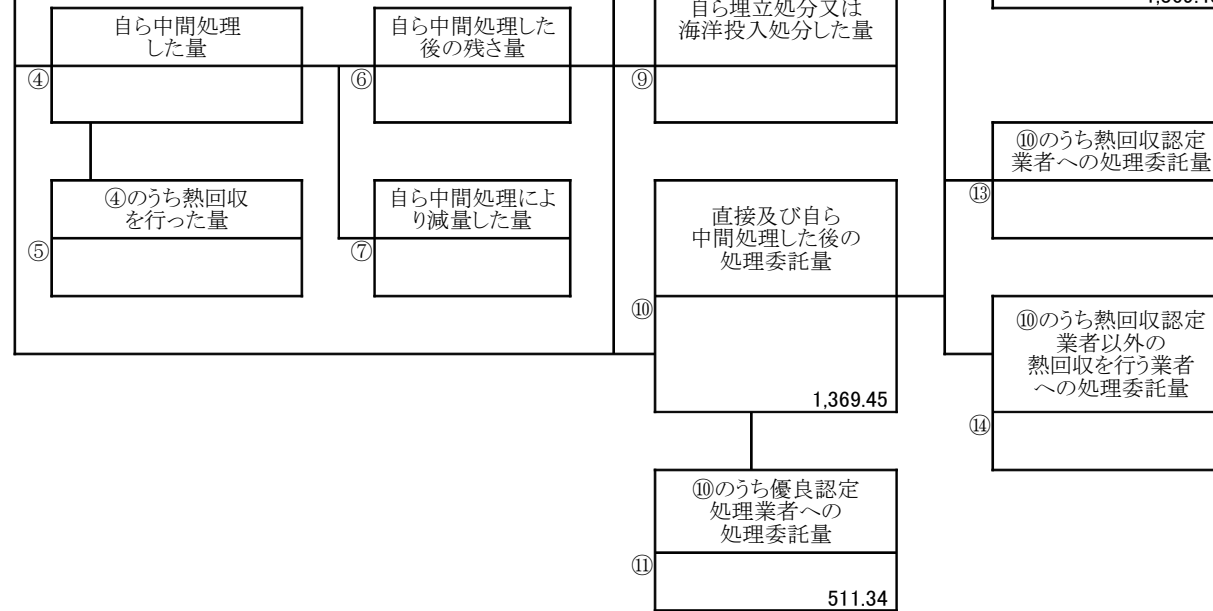 自ら中間処理
した量
④
自ら中間処理した
後の残さ量
⑥
自ら埋立処分又は
海洋投入処分した量
⑨
④のうち熱回収
を行った量
⑤
自ら中間処理によ
り減量した量
⑦
直接及び自ら
中間処理した後の
処理委託量
⑩
1,369.45
⑩のうち優良認定
処理業者への
処理委託量
⑪
511.34
⑩のうち熱回収認定
業者への処理委託量
⑬
⑩のうち熱回収認定
業者以外の
熱回収を行う業者
への処理委託量
⑭